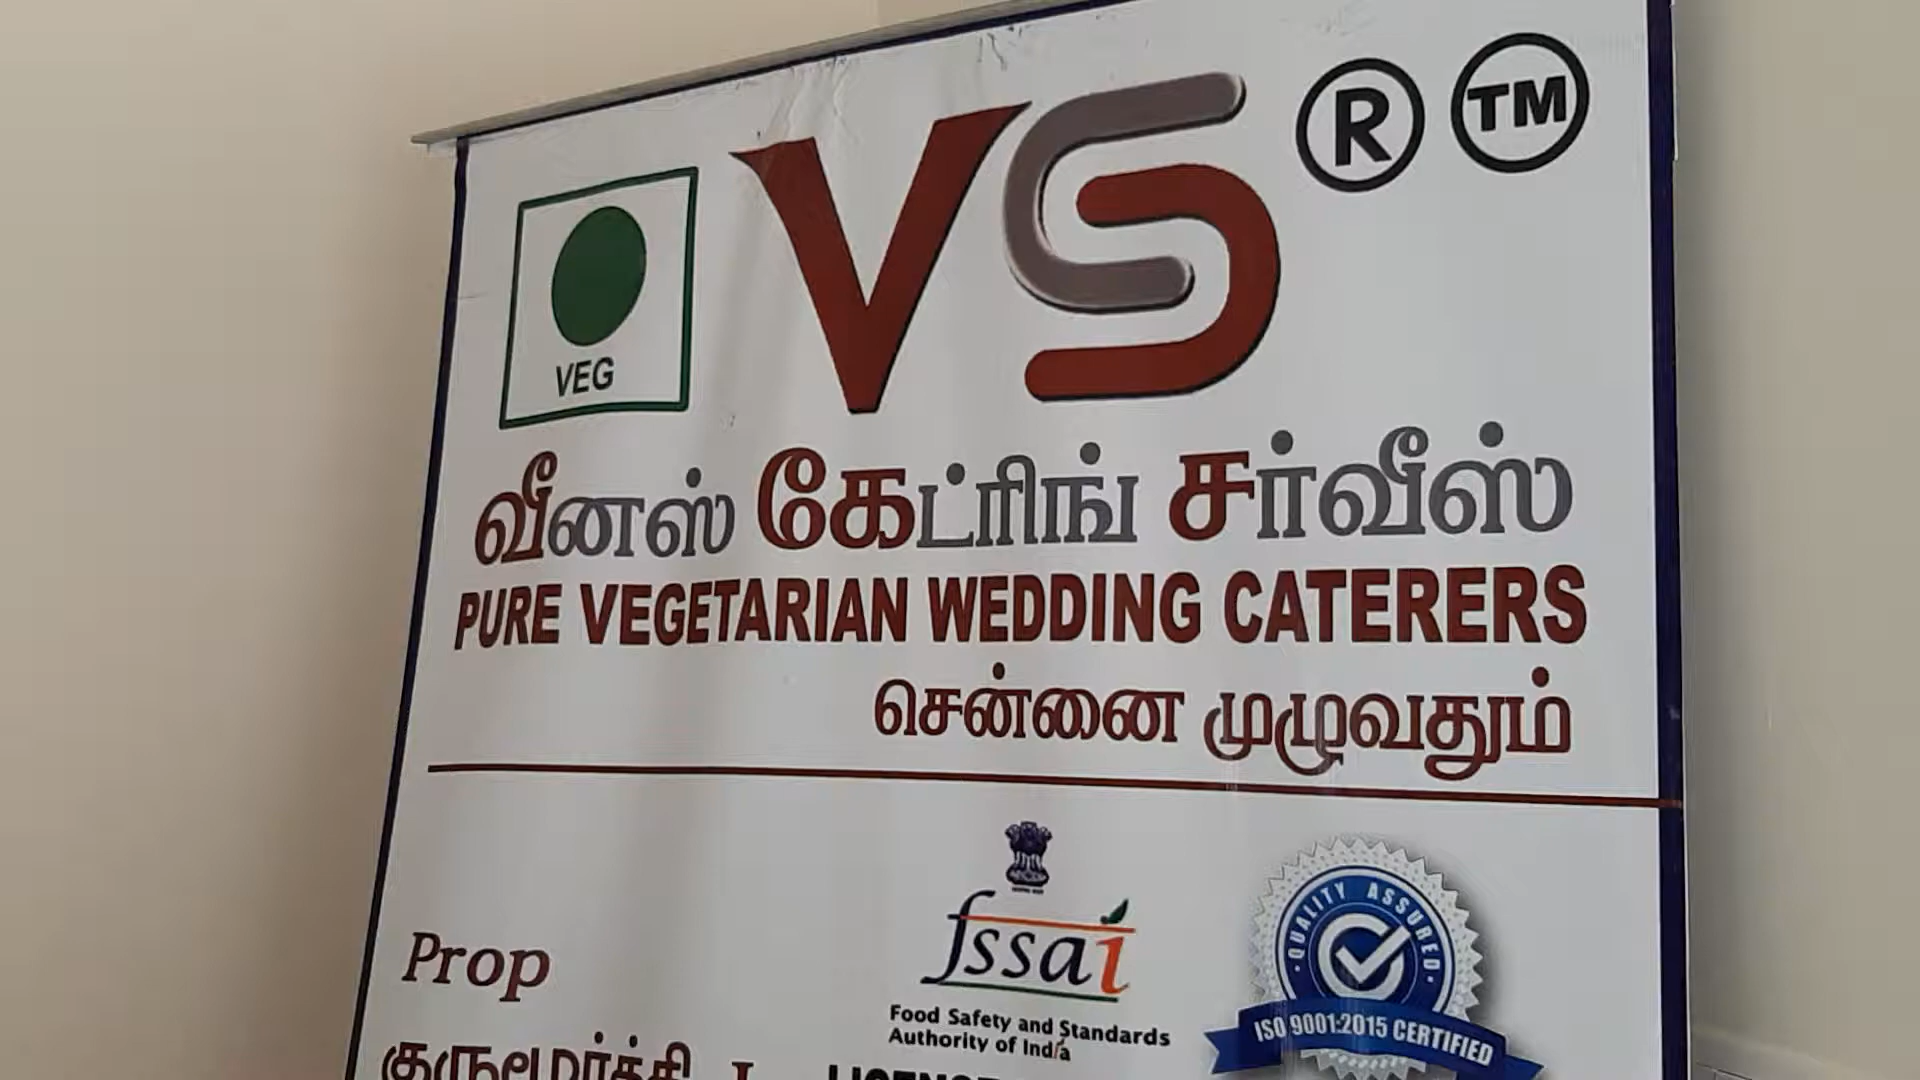 VS ® TM
VEG
வீனஸ் கேட்ரிங் சர்வீஸ்
PURE VEGETARIAN WEDDING CATERERS
சென்னை முழுவதும்
Prop
fssai
Food Safety and Standards
Authority of India
QUALITY ASSURED
ISO 9001:2015 CERTIFIED
குருமூர்த்தி